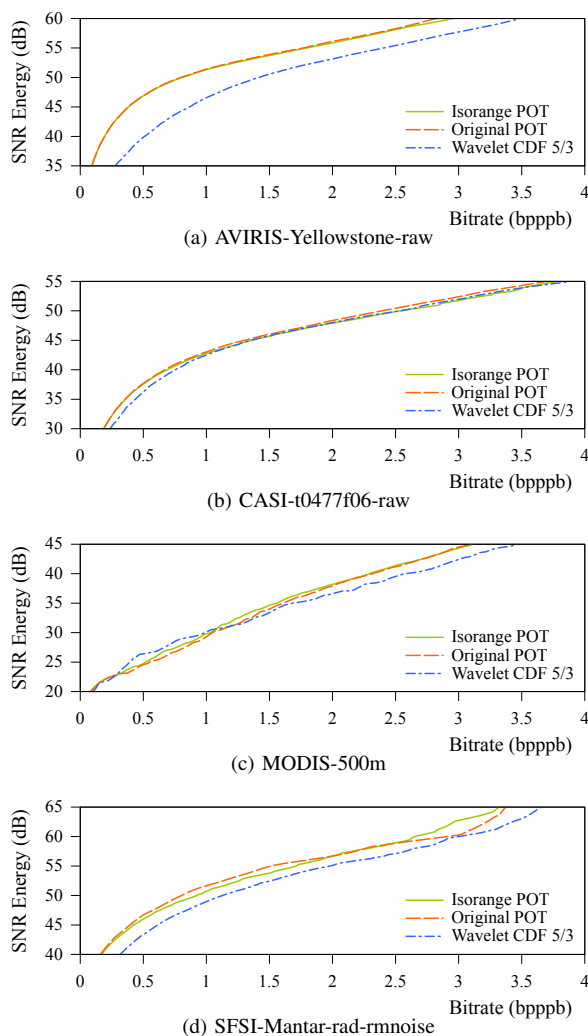 SNR Energy (dB)
60
55
50
45
40
35
Isorange POT
Original POT
Wavelet CDF 5/3
0 0.5 1 1.5 2 2.5 3 3.5 4
Bitrate (bpppb)
(a) AVIRIS-Yellowstone-raw
SNR Energy (dB)
55
50
45
40
35
30
Isorange POT
Original POT
Wavelet CDF 5/3
0 0.5 1 1.5 2 2.5 3 3.5 4
Bitrate (bpppb)
(b) CASI-t0477f06-raw
SNR Energy (dB)
45
40
35
30
25
20
Isorange POT
Original POT
Wavelet CDF 5/3
0 0.5 1 1.5 2 2.5 3 3.5 4
Bitrate (bpppb)
(c) MODIS-500m
SNR Energy (dB)
65
60
55
50
45
40
Isorange POT
Original POT
Wavelet CDF 5/3
0 0.5 1 1.5 2 2.5 3 3.5 4
Bitrate (bpppb)
(d) SFSI-Mantar-rad-rmnoise